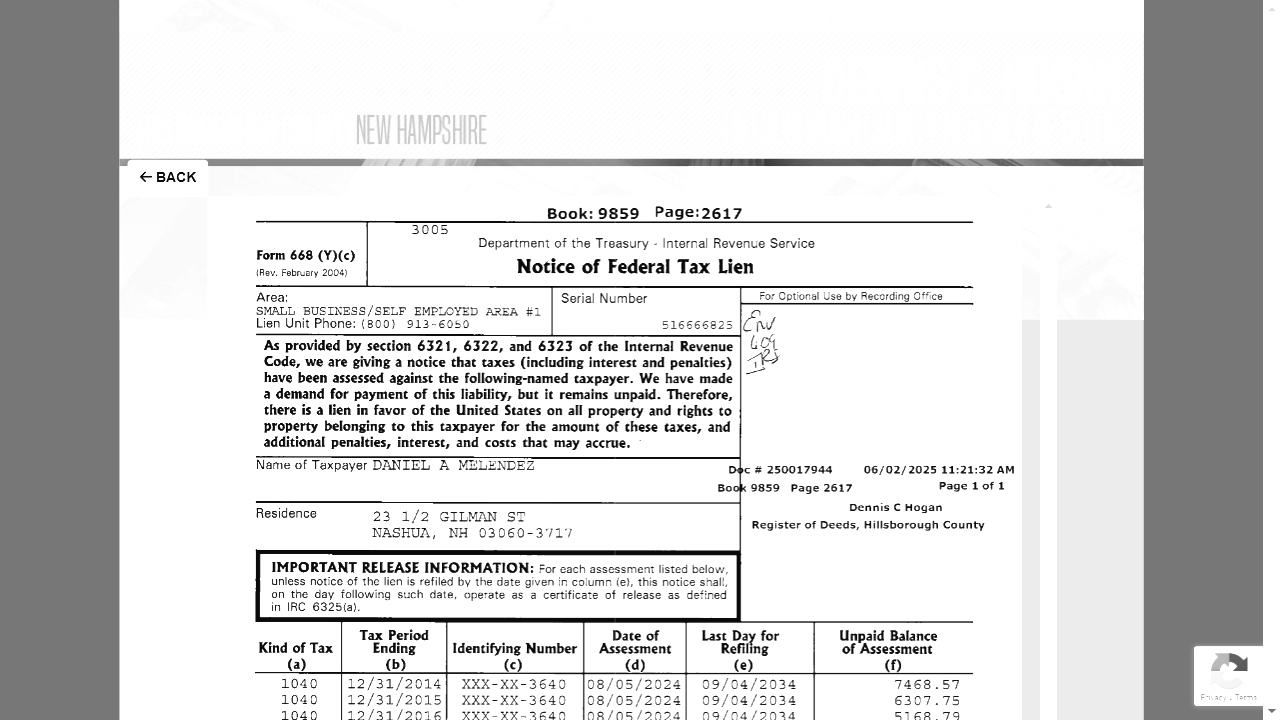 NEW HAMPSHIRE
← BACK
Book: 9859 Page: 2617
3005
Form 668 (Y)(c)
(Rev. February 2004)
Department of the Treasury - Internal Revenue Service
Notice of Federal Tax Lien
Area:
SMALL BUSINESS/SELF EMPLOYED AREA #1
Lien Unit Phone: (800) 913-6050
Serial Number
516666825
For Optional Use by Recording Office
Env
IRS
As provided by section 6321, 6322, and 6323 of the Internal Revenue
Code, we are giving a notice that taxes (including interest and penalties)
have been assessed against the following-named taxpayer. We have made
a demand for payment of this liability, but it remains unpaid. Therefore,
there is a lien in favor of the United States on all property and rights to
property belonging to this taxpayer for the amount of these taxes, and
additional penalties, interest, and costs that may accrue.
Name of Taxpayer DANIEL A MELENDEZ
Doc # 250017944 06/02/2025 11:21:32 AM
Book 9859 Page 2617 Page 1 of 1
Dennis C Hogan
Register of Deeds, Hillsborough County
Residence
23 1/2 GILMAN ST
NASHUA, NH 03060-3717
IMPORTANT RELEASE INFORMATION: For each assessment listed below,
unless notice of the lien is refiled by the date given in column (e), this notice shall,
on the day following such date, operate as a certificate of release as defined
in IRC 6325(a).
Kind of Tax (a) Tax Period Ending (b) Identifying Number (c) Date of Assessment (d) Last Day for Refiling (e) Unpaid Balance of Assessment (f)
1040 12/31/2014 XXX-XX-3640 08/05/2024 09/04/2034 7468.57
1040 12/31/2015 XXX-XX-3640 08/05/2024 09/04/2034 6307.75
1040 12/31/2016 XXX-XX-3640 08/05/2024 09/04/2034 5168.79
Privacy - Terms